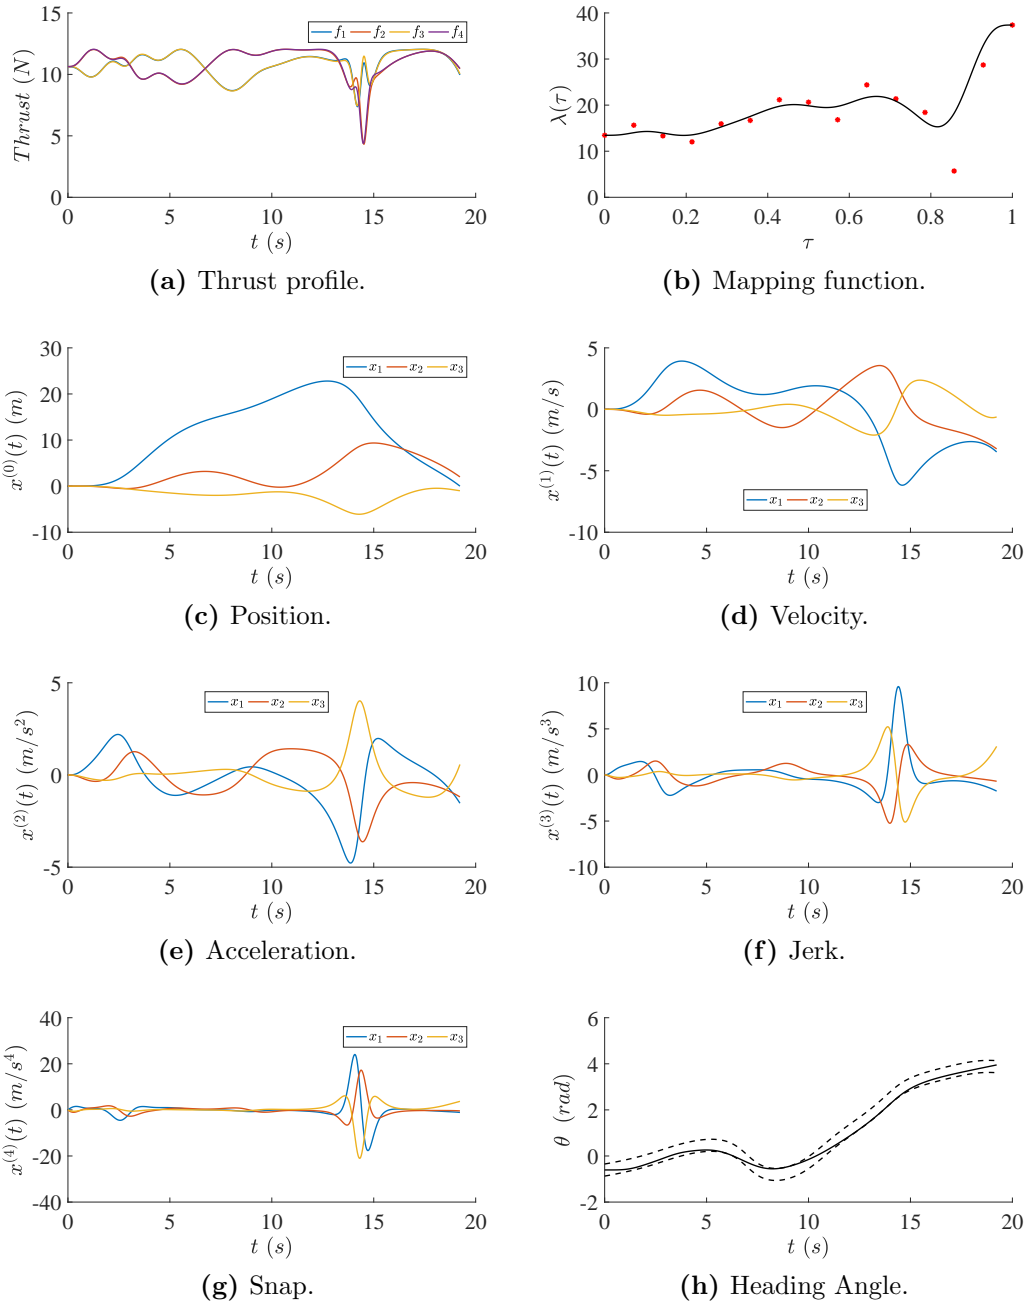 15
10
5
0
Thrust (N)
f₁ f₂ f₃ f₄
0 5 10 15 20
t (s)
(a) Thrust profile.
40
30
20
10
0
λ(τ)
0 0.2 0.4 0.6 0.8 1
τ
(b) Mapping function.
30
20
10
0
-10
x⁽⁰⁾(t) (m)
x₁ x₂ x₃
0 5 10 15 20
t (s)
(c) Position.
5
0
-5
-10
x⁽¹⁾(t) (m/s)
x₁ x₂ x₃
0 5 10 15 20
t (s)
(d) Velocity.
5
0
-5
x⁽²⁾(t) (m/s²)
x₁ x₂ x₃
0 5 10 15 20
t (s)
(e) Acceleration.
10
5
0
-5
-10
x⁽³⁾(t) (m/s³)
x₁ x₂ x₃
0 5 10 15 20
t (s)
(f) Jerk.
40
20
0
-20
-40
x⁽⁴⁾(t) (m/s⁴)
x₁ x₂ x₃
0 5 10 15 20
t (s)
(g) Snap.
6
4
2
0
-2
θ (rad)
0 5 10 15 20
t (s)
(h) Heading Angle.